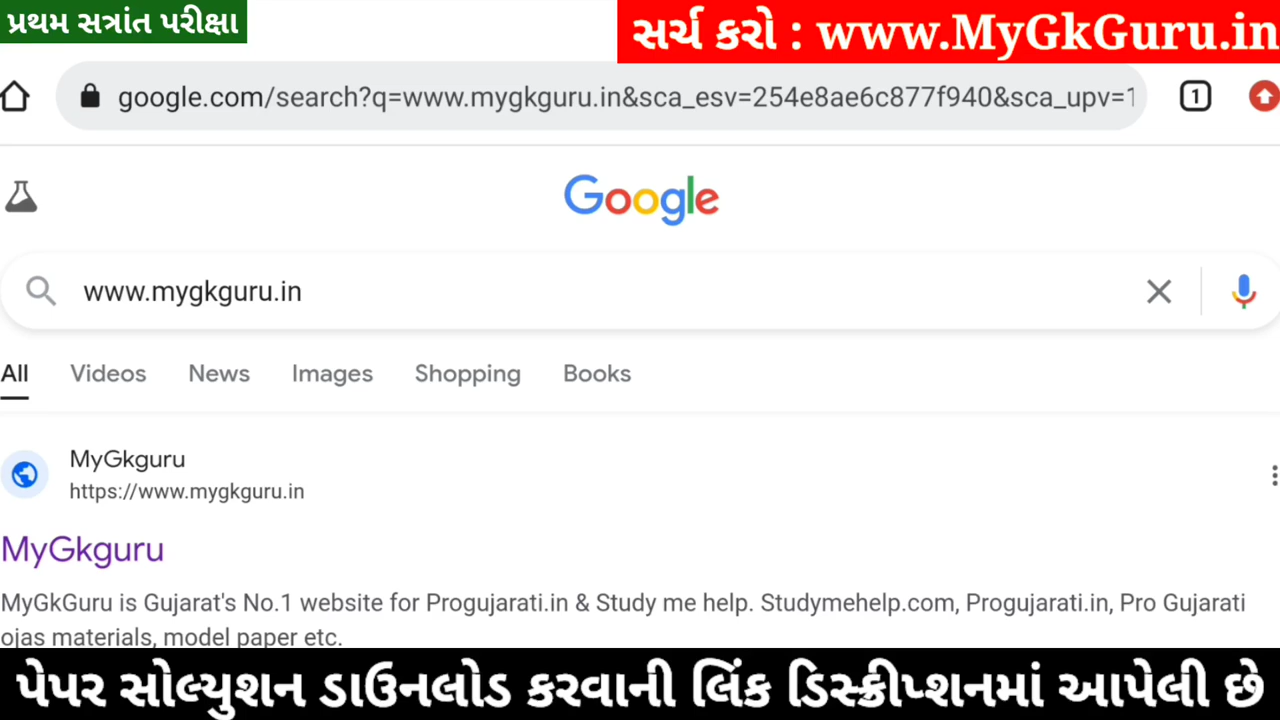 પ્રથમ સત્રાંત પરીક્ષા
સર્ચ કરો : www.MyGkGuru.in
google.com/search?q=www.mygkguru.in&sca_esv=254e8ae6c877f940&sca_upv=1
1
Google
www.mygkguru.in
All Videos News Images Shopping Books
MyGkguru
https://www.mygkguru.in
MyGkguru
MyGkGuru is Gujarat's No.1 website for Progujarati.in & Study me help. Studymehelp.com, Progujarati.in, Pro Gujarati
ojas materials, model paper etc.
પેપર સોલ્યુશન ડાઉનલોડ કરવાની લિંક ડિસ્ક્રીપ્શનમાં આપેલી છે